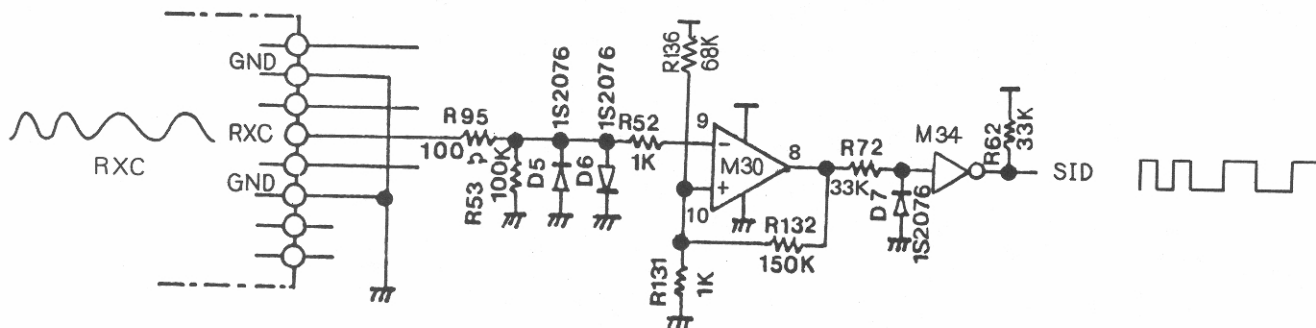 GND
RXC
GND
RXC
R95
100
R53
100K
D5
1S2076
D6
1S2076
R52
1K
R136
68K
9
M30
8
10
R131
1K
R132
150K
R72
33K
D7
1S2076
M34
R62
33K
SID